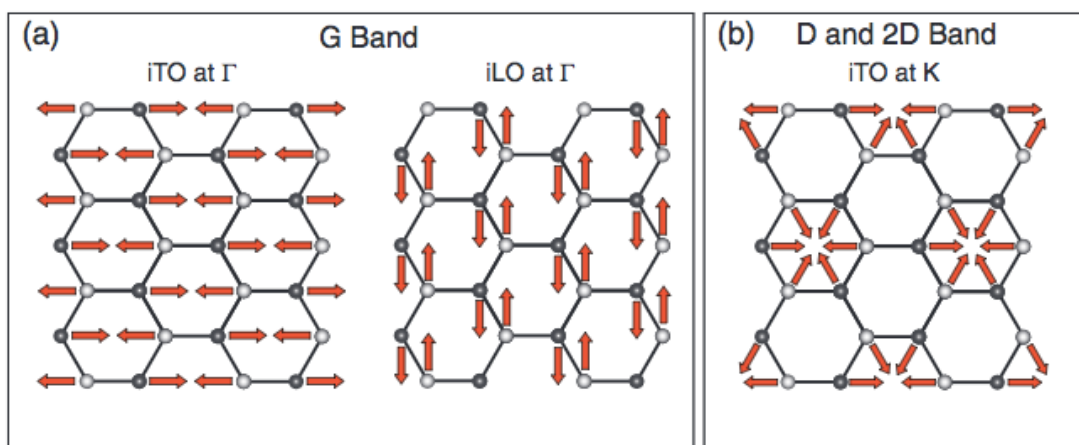 (a)
G Band
iTO at Γ
iLO at Γ
(b)
D and 2D Band
iTO at K